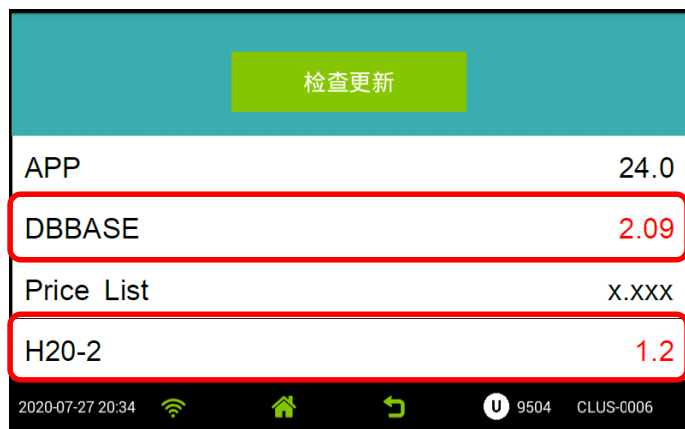 检查更新
APP 24.0
DBBASE 2.09
Price List x.xxx
H20-2 1.2
2020-07-27 20:34 U 9504 CLUS-0006